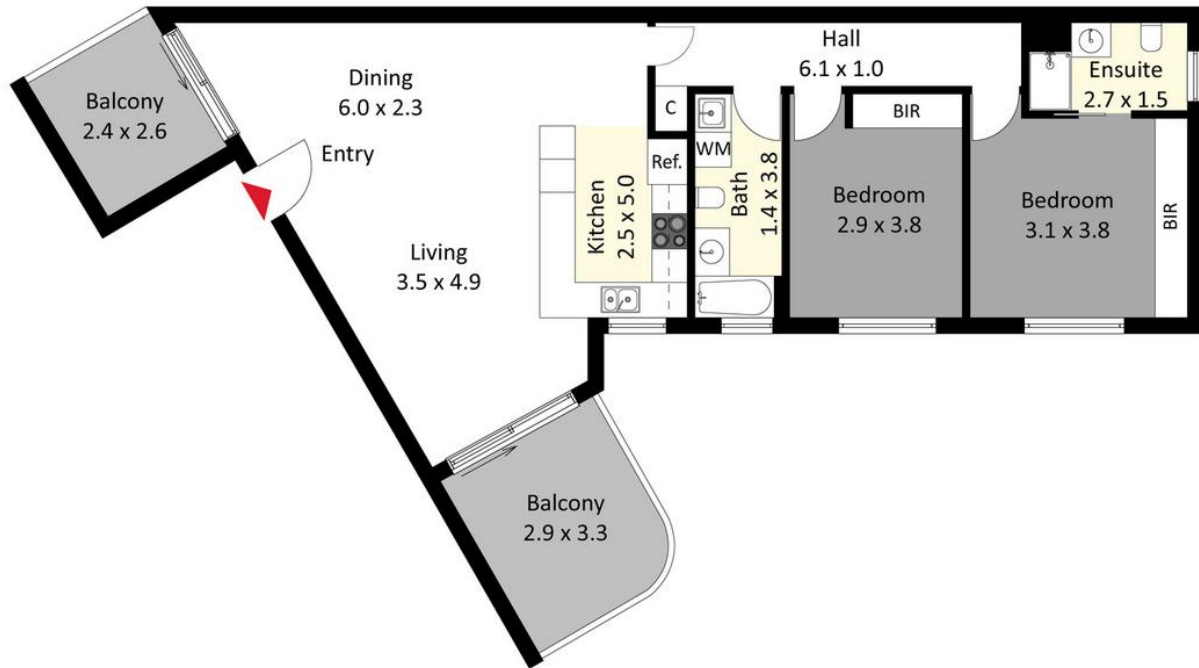 Balcony
2.4 x 2.6
Dining
6.0 x 2.3
Entry
Living
3.5 x 4.9
Kitchen
2.5 x 5.0
Ref.
C
Hall
6.1 x 1.0
WM
Bath
1.4 x 3.8
BIR
Bedroom
2.9 x 3.8
Ensuite
2.7 x 1.5
Bedroom
3.1 x 3.8
BIR
Balcony
2.9 x 3.3